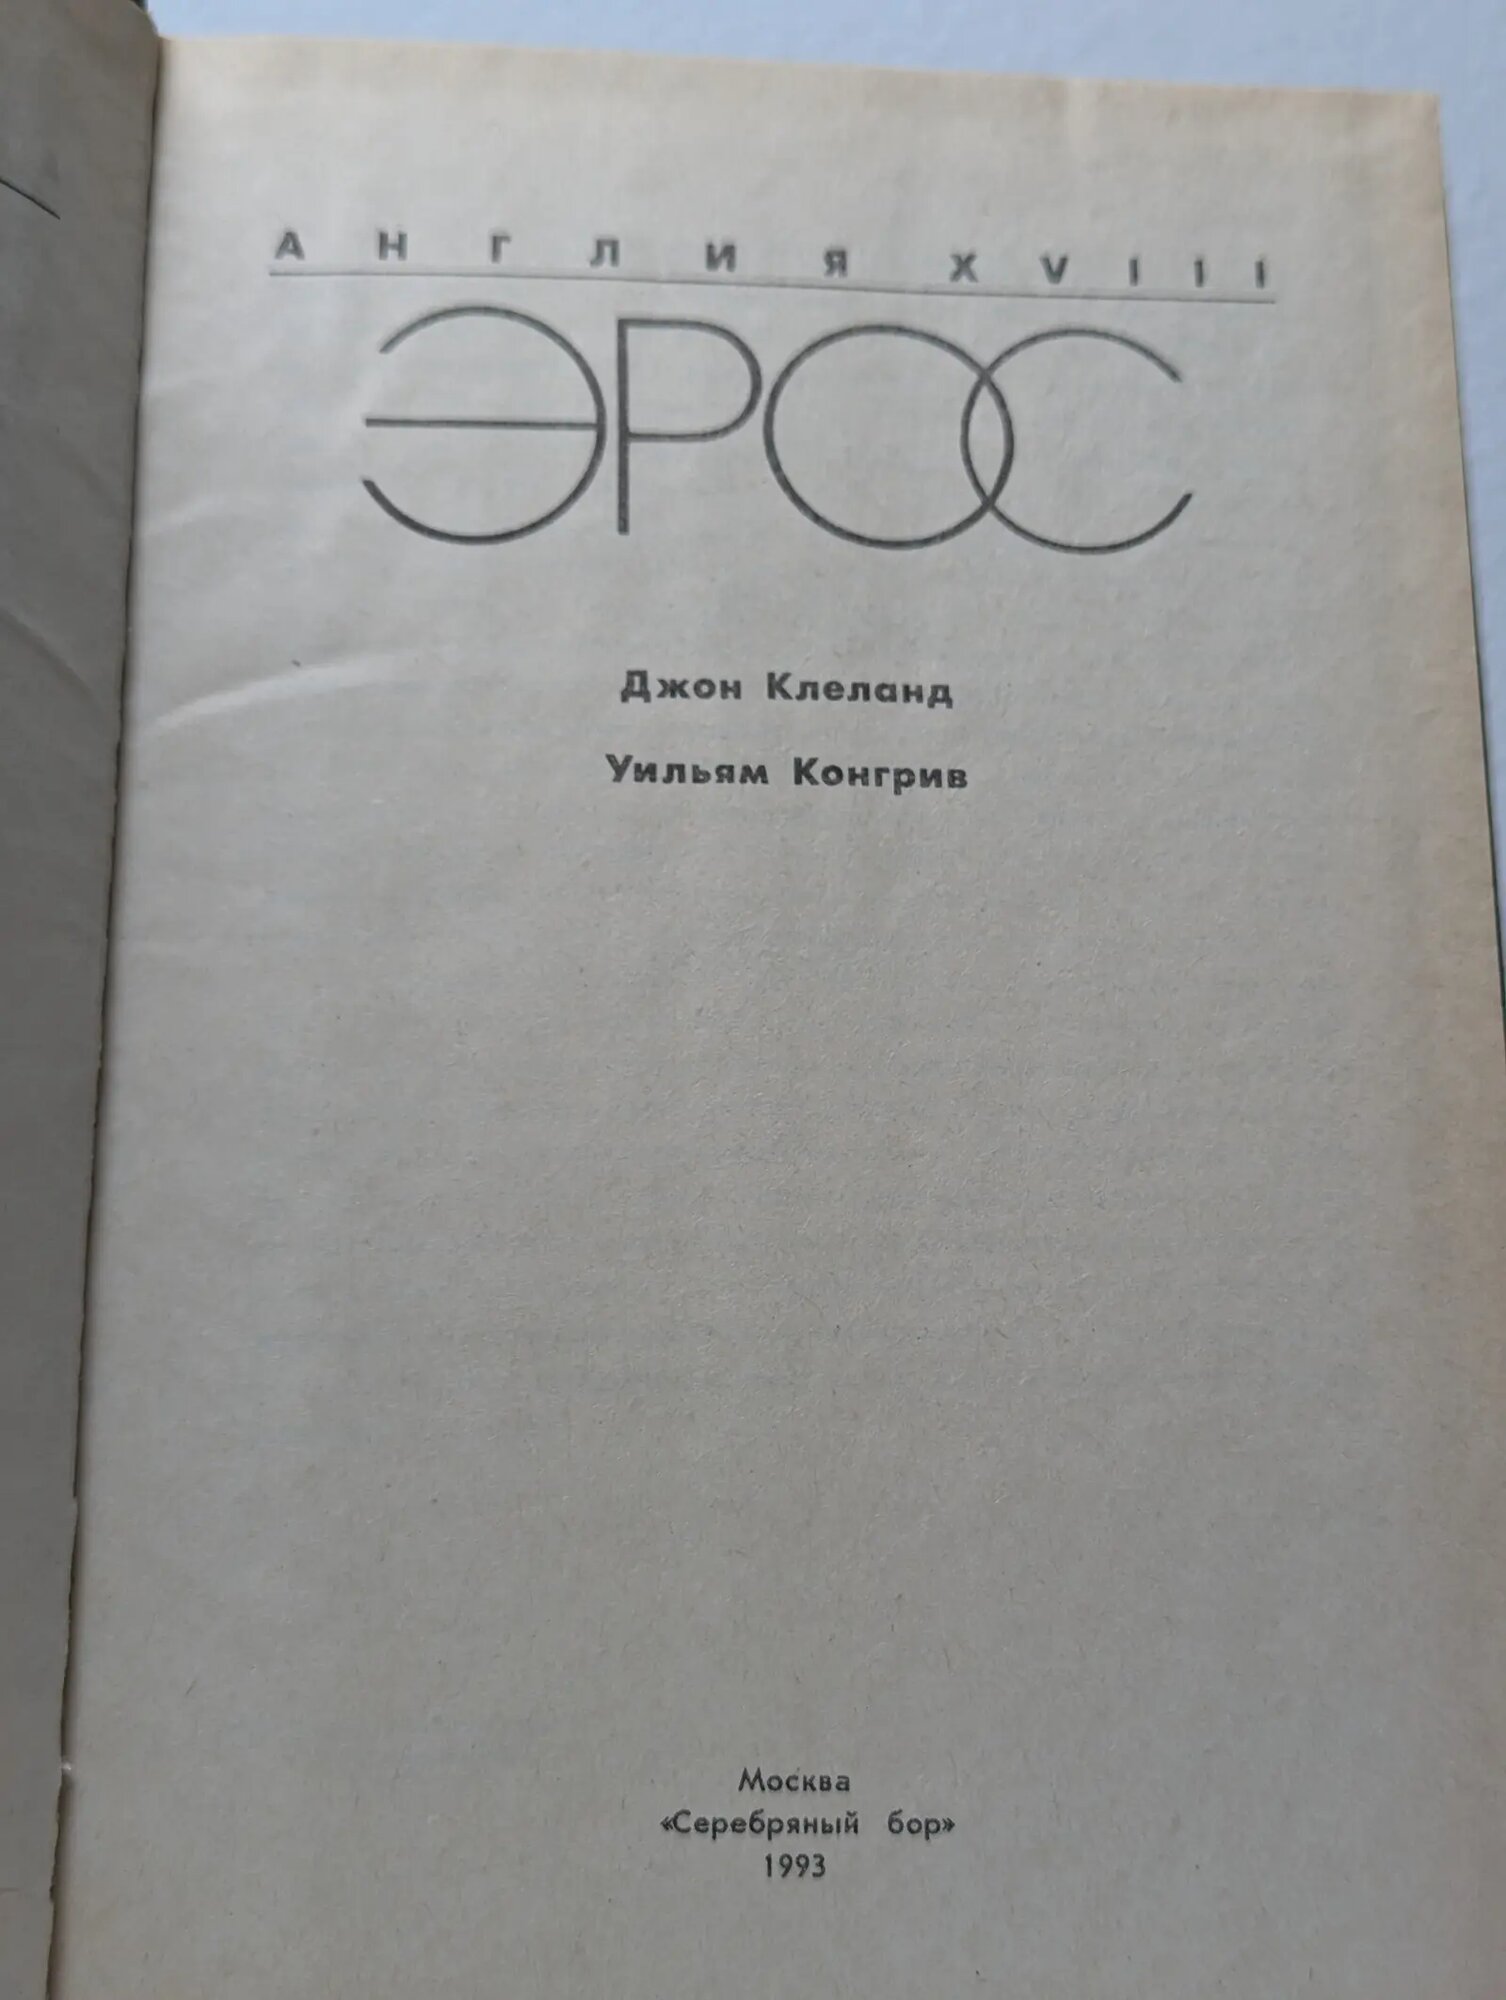 АНГЛИЯ XVIII
ЭРОС
Джон Клеланд
Уильям Конгрив
Москва
«Серебряный бор»
1993